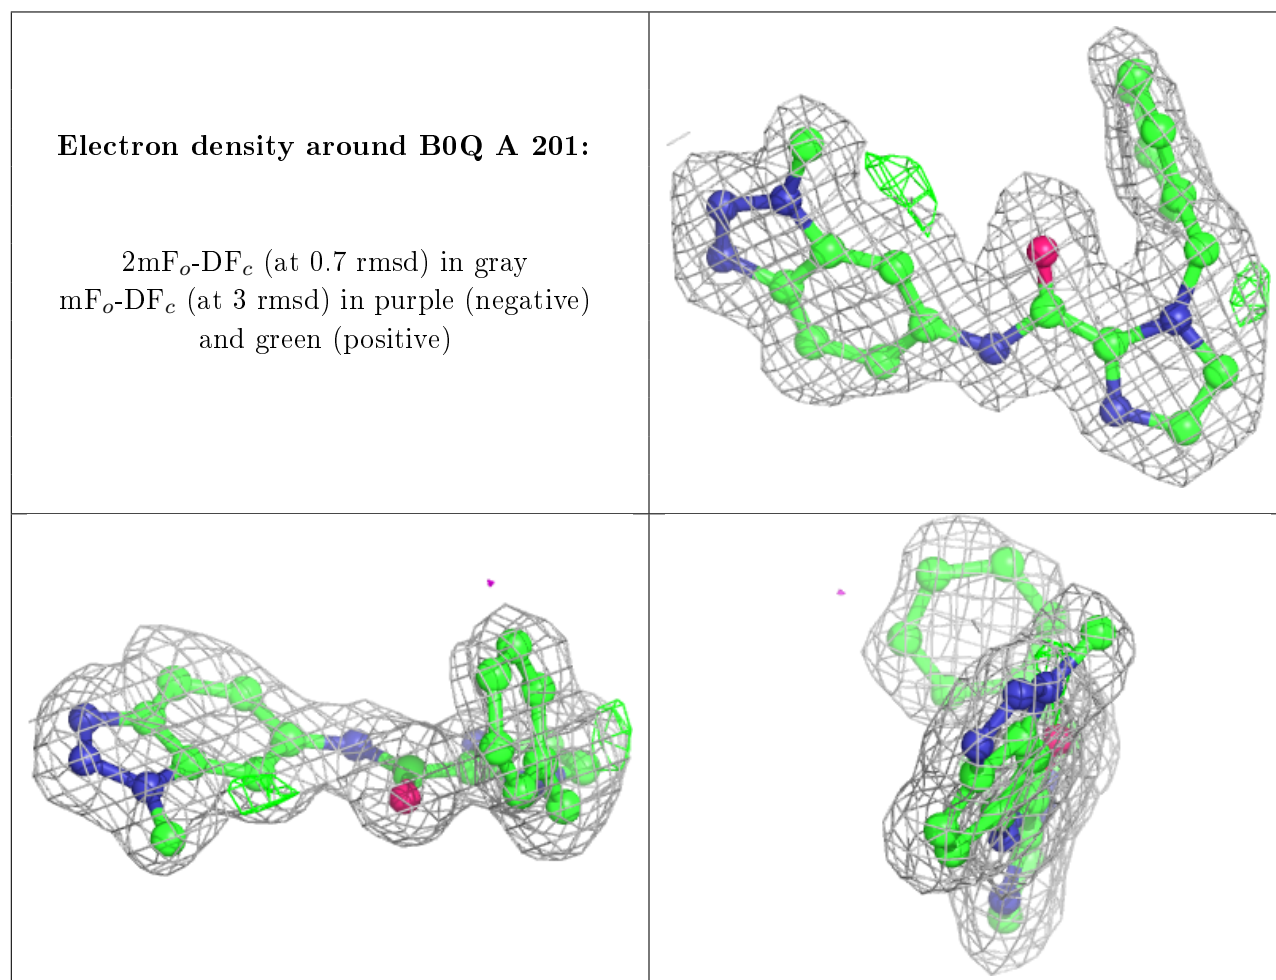 Electron density around B0Q A 201:
2mFo-DFc (at 0.7 rmsd) in gray
mFo-DFc (at 3 rmsd) in purple (negative)
and green (positive)